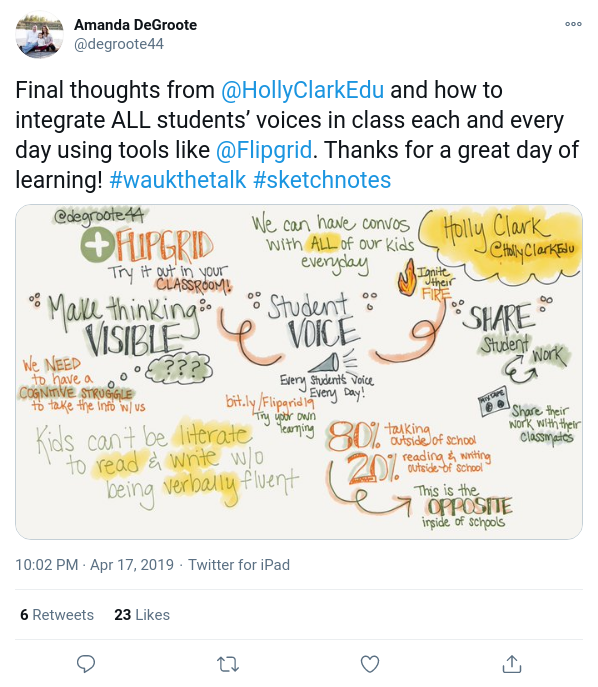 Amanda DeGroote
@degroote44
Final thoughts from @HollyClarkEdu and how to
integrate ALL students’ voices in class each and every
day using tools like @Flipgrid. Thanks for a great day of
learning! #waukthetalk #sketchnotes
@degroote44
FLIPGRID
Try it out in your
CLASSROOM!
We can have convos
with ALL of our kids
everyday
Holly Clark
@HollyClarkEdu
Ignite
their
FIRE
Make thinking
VISIBLE
Student
VOICE
SHARE
Student
Work
We NEED
to have a
COGNITIVE STRUGGLE
to take the info w/us
???
Every Student's Voice
Every Day!
bit.ly/Flipgrid19
Try your own
learning
Share their
work with their
classmates
Kids can't be literate
to read & write w/o
being verbally fluent
80% talking
outside of school
20% reading & writing
outside of school
This is the
OPPOSITE
inside of schools
10:02 PM · Apr 17, 2019 · Twitter for iPad
6 Retweets 23 Likes